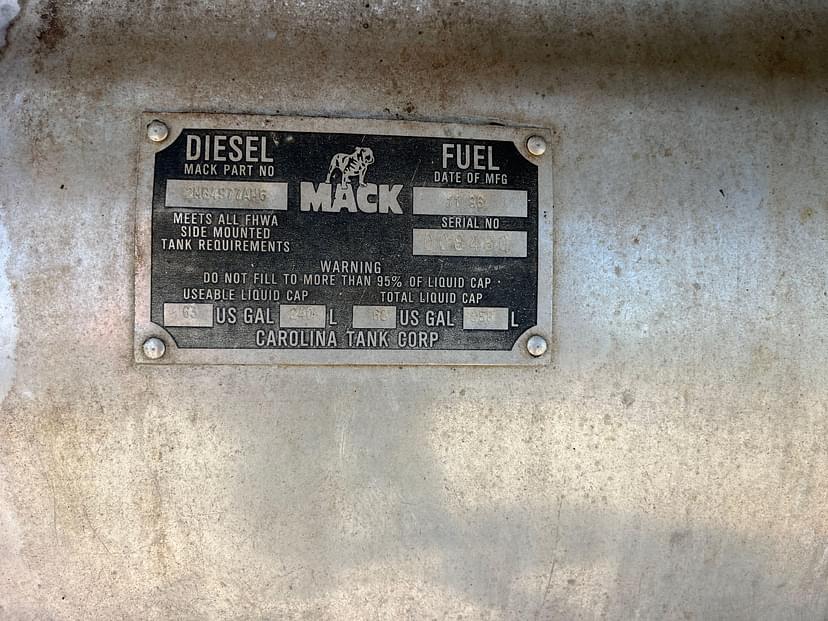 DIESEL
MACK PART NO
MEETS ALL FHWA
SIDE MOUNTED
TANK REQUIREMENTS
MACK
FUEL
DATE OF MFG
SERIAL NO
WARNING
DO NOT FILL TO MORE THAN 95% OF LIQUID CAP
USEABLE LIQUID CAP TOTAL LIQUID CAP
63 US GAL L 68 US GAL L
CAROLINA TANK CORP